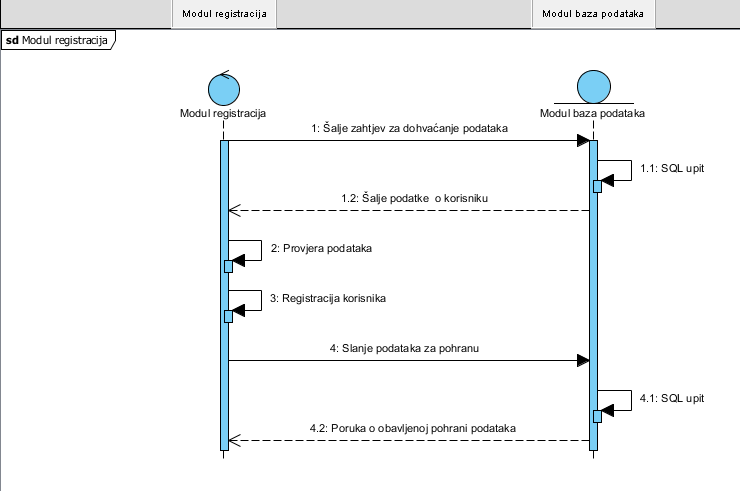 Modul registracija
Modul baza podataka
sd Modul registracija
Modul registracija
Modul baza podataka
1: Šalje zahtjev za dohvaćanje podataka
1.1: SQL upit
1.2: Šalje podatke o korisniku
2: Provjera podataka
3: Registracija korisnika
4: Slanje podataka za pohranu
4.1: SQL upit
4.2: Poruka o obavljenoj pohrani podataka